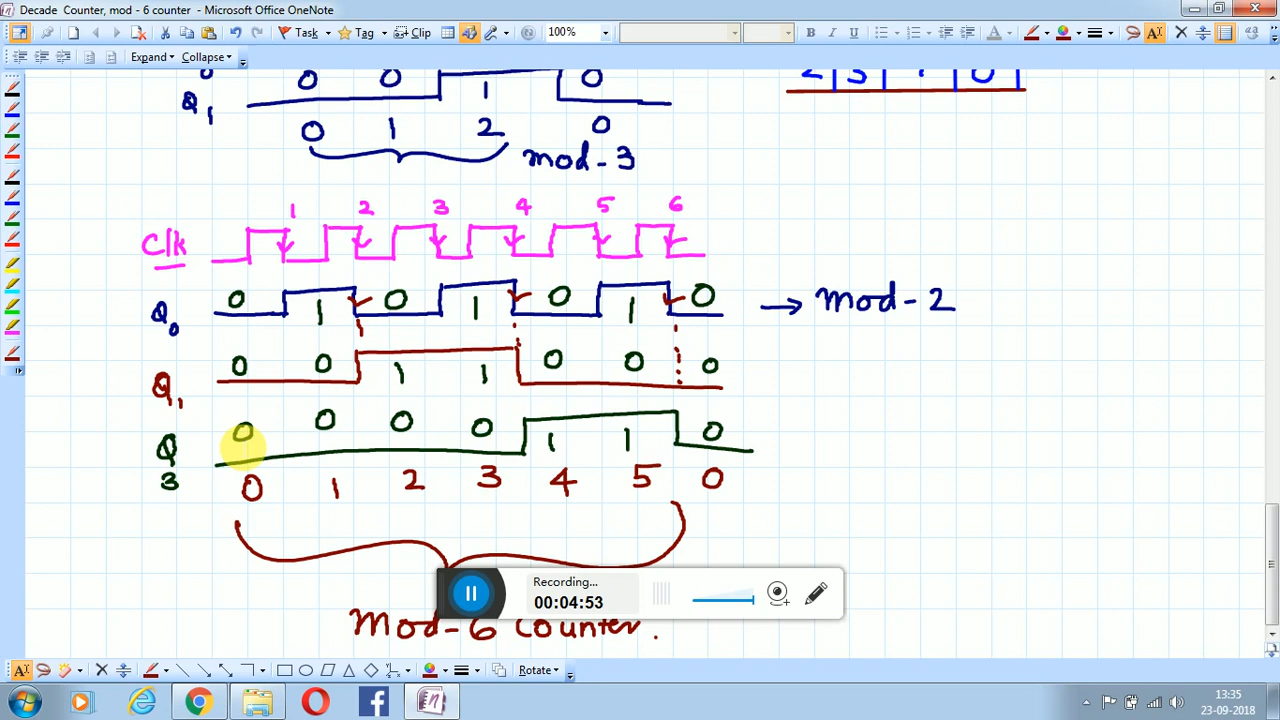 Decade Counter, mod - 6 counter - Microsoft Office OneNote
Task Tag Clip 100% B I U A
Expand Collapse
0 0 1 0
Q1
2 3 1 0
0 1 2 0
mod-3
1 2 3 4 5 6
Clk
0 1 0 1 0 1 0
Q0 → mod-2
0 0 1 1 0 0 0
Q1
0 0 0 0 1 1 0
Q3
0 1 2 3 4 5 0
Recording...
00:04:53
Mod-6 counter.
Rotate
13:35
23-09-2018